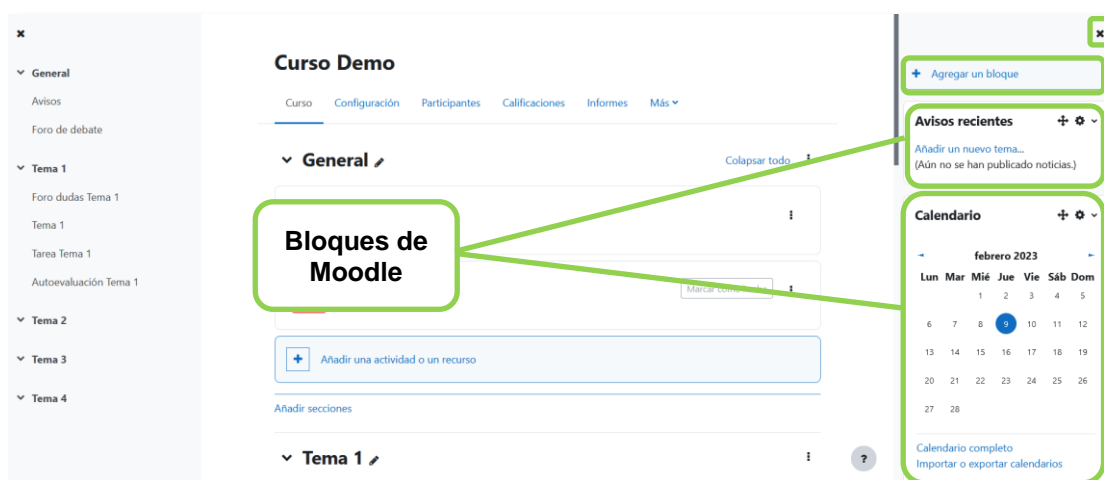 General
Avisos
Foro de debate
Tema 1
Foro dudas Tema 1
Tema 1
Tarea Tema 1
Autoevaluación Tema 1
Tema 2
Tema 3
Tema 4
Curso Demo
Curso Configuración Participantes Calificaciones Informes Más
General
Colapsar todo
Bloques de
Moodle
Añadir una actividad o un recurso
Añadir secciones
Tema 1
?
Agregar un bloque
Avisos recientes
Añadir un nuevo tema...
(Aún no se han publicado noticias.)
Calendario
febrero 2023
Lun Mar Mié Jue Vie Sáb Dom
1 2 3 4 5
6 7 8 9 10 11 12
13 14 15 16 17 18 19
20 21 22 23 24 25 26
27 28
Calendario completo
Importar o exportar calendarios